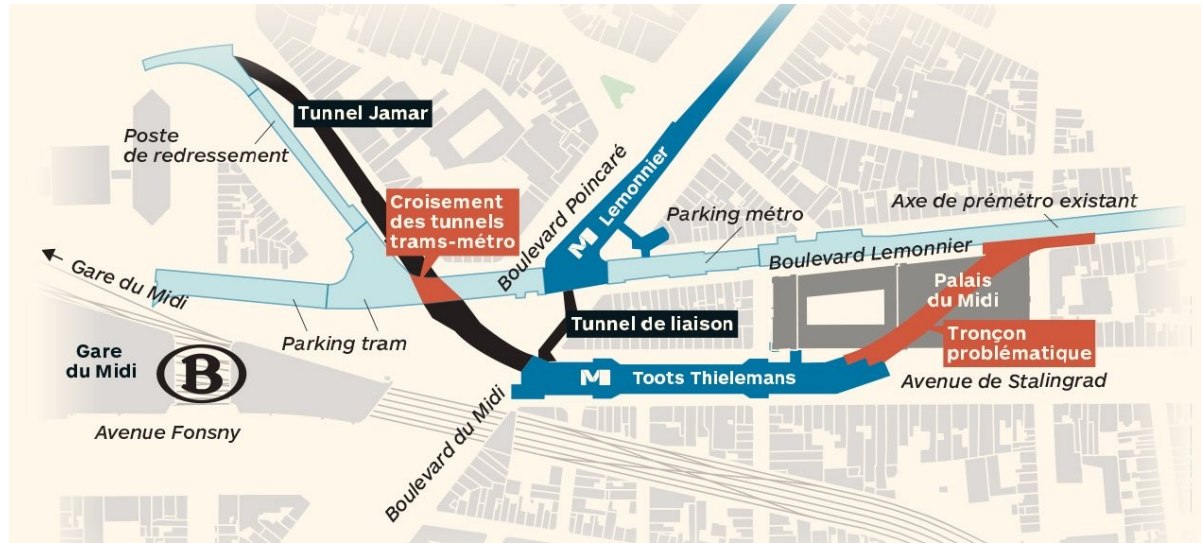 Tunnel Jamar
Poste
de redressement
Croisement
des tunnels
trams-métro
Boulevard Poincaré
M Lemonnier
Parking métro
Axe de prémétro existant
Boulevard Lemonnier
Gare du Midi
Palais
du Midi
Tunnel de liaison
Tronçon
problématique
Parking tram
Gare
du Midi
B
M Toots Thielemans
Avenue de Stalingrad
Avenue Fonsny
Boulevard du Midi